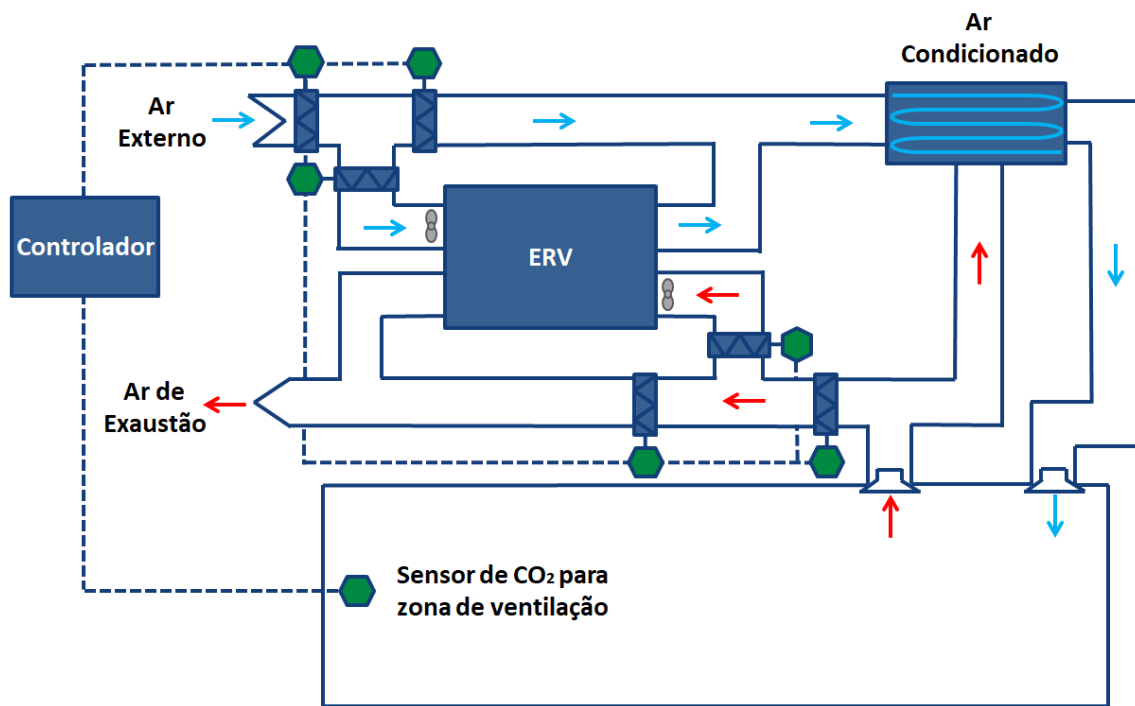 Ar
Condicionado
Ar
Externo
Controlador
ERV
Ar de
Exaustão
Sensor de CO₂ para
zona de ventilação